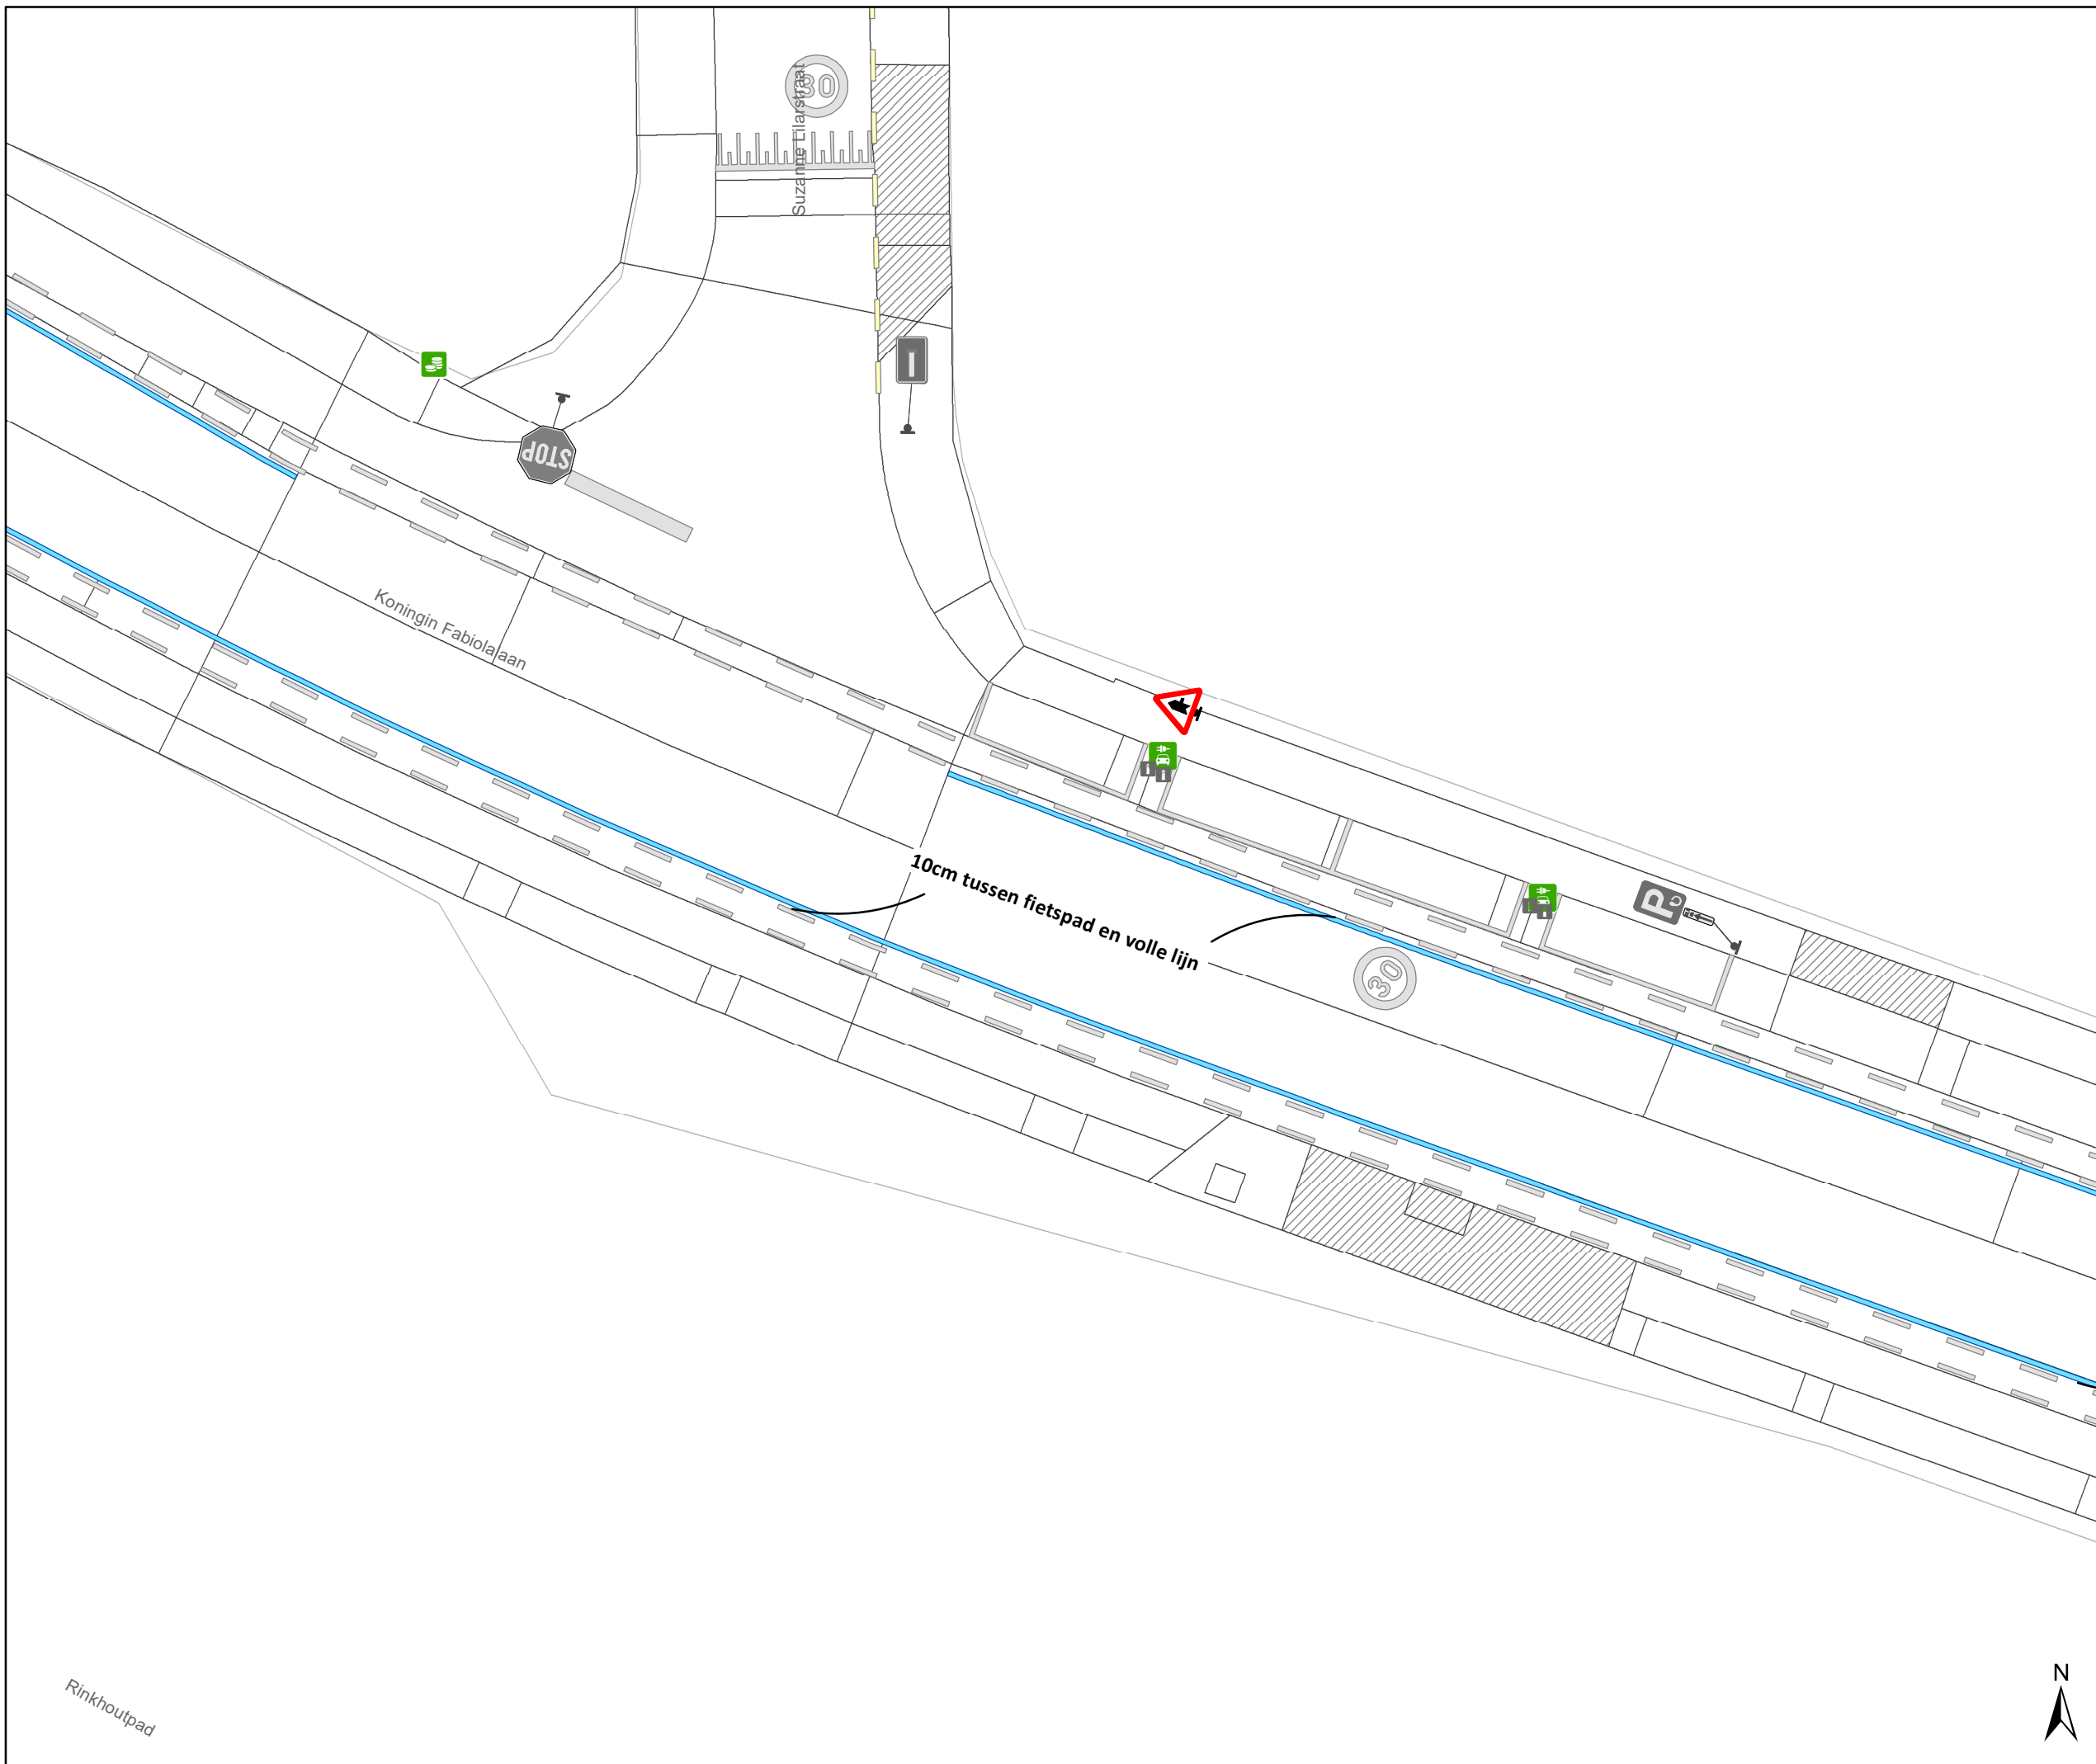 30
Suzanne Lilarstraat
STOP
Koningin Fabiolalaan
10cm tussen fietspad en volle lijn
P
30
Rinkhoutpad
N